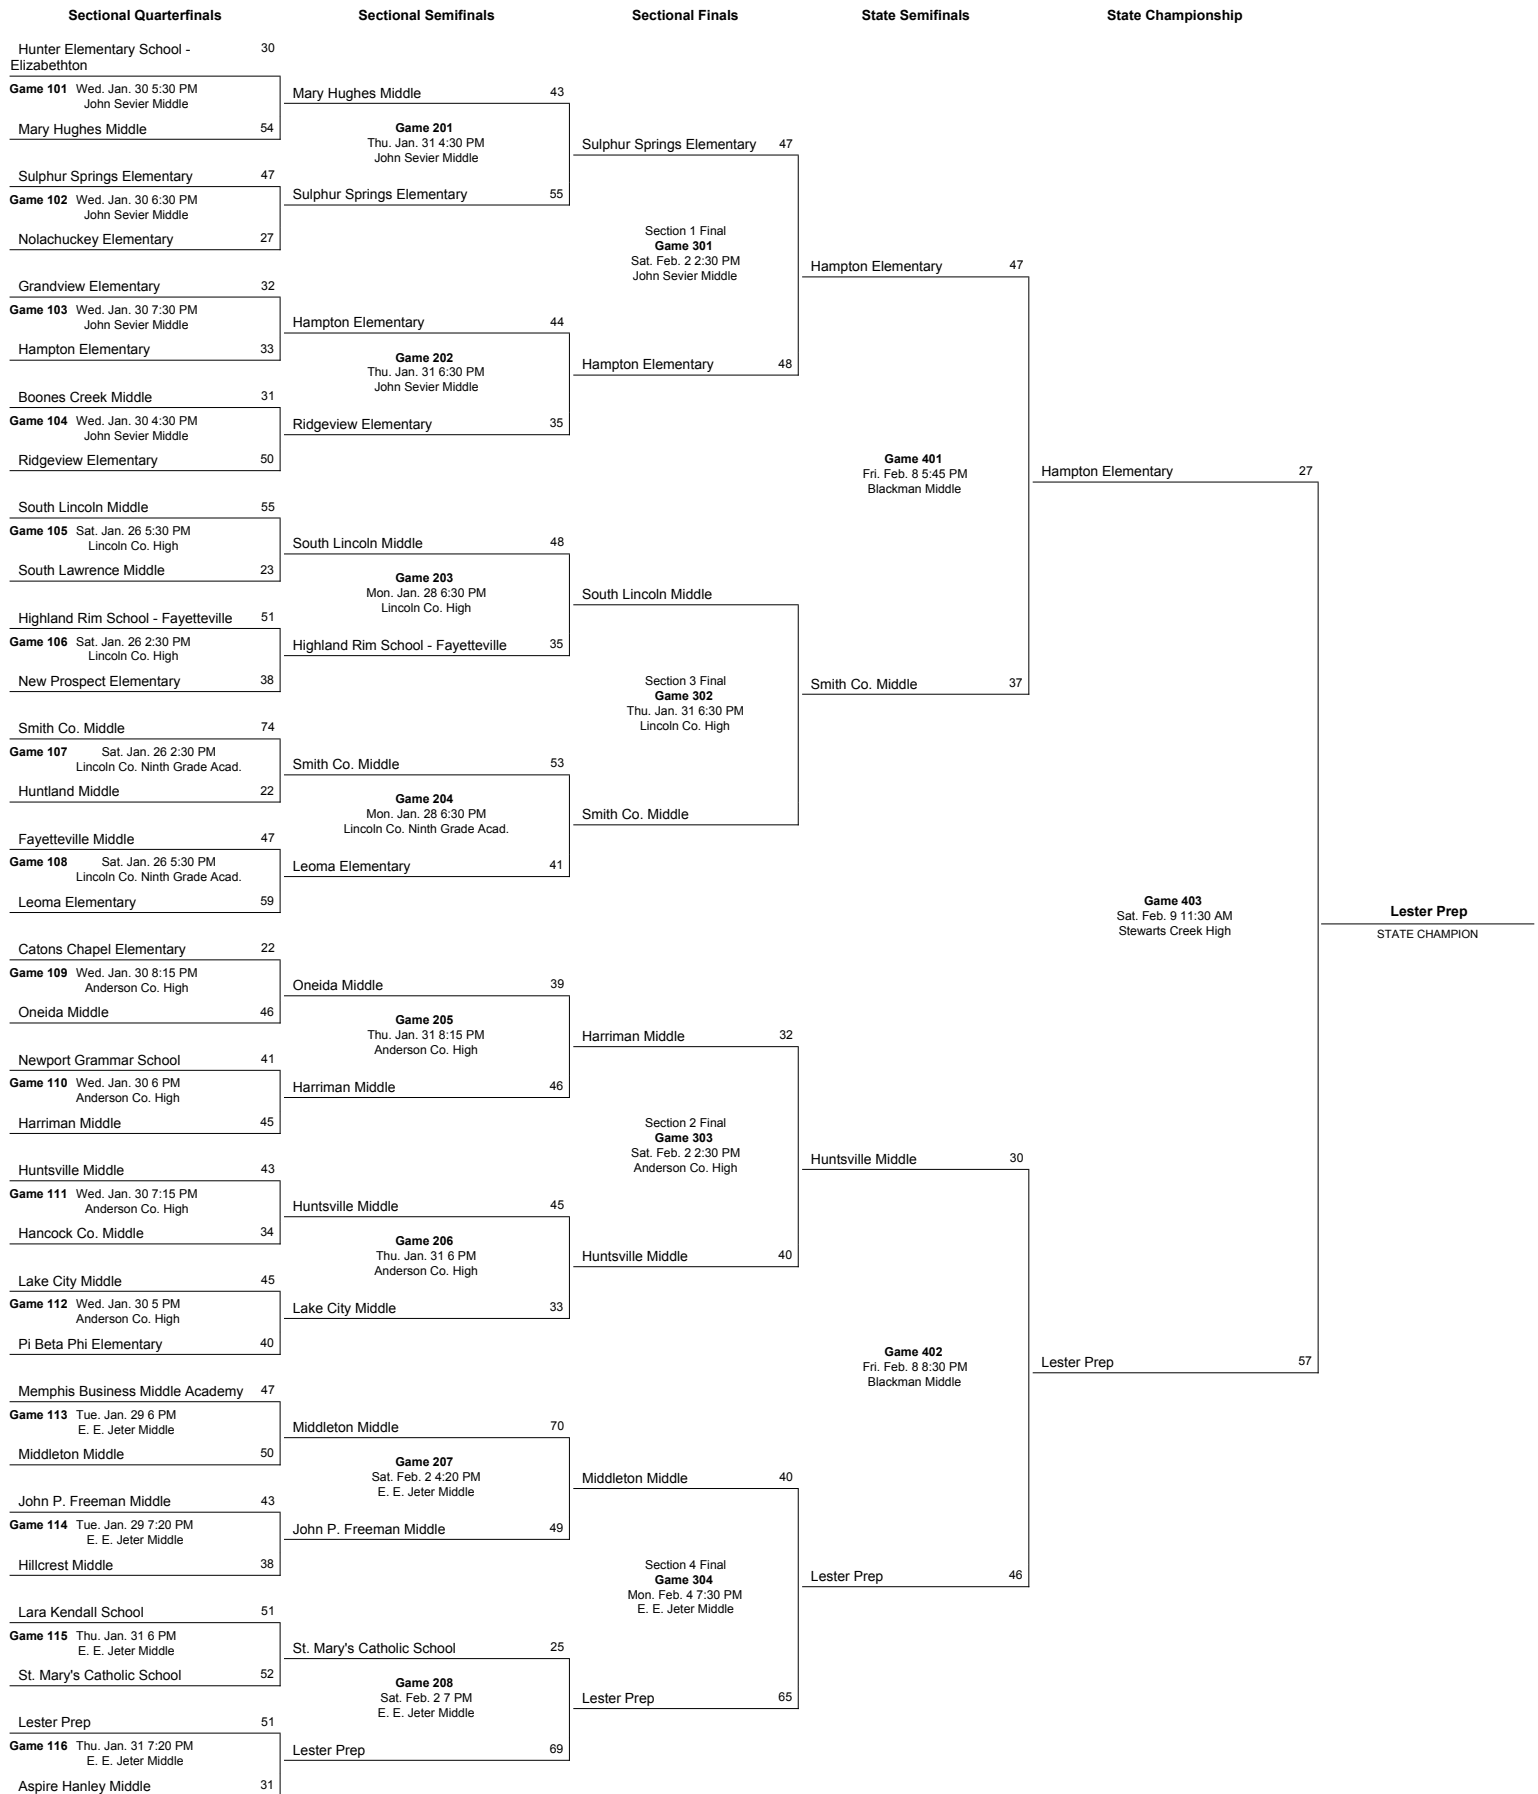 Sectional Quarterfinals
Sectional Semifinals
Sectional Finals
State Semifinals
State Championship
Hunter Elementary School - 30
Elizabethton
Game 101 Wed. Jan. 30 5:30 PM
John Sevier Middle
Mary Hughes Middle 54
Sulphur Springs Elementary 47
Game 102 Wed. Jan. 30 6:30 PM
John Sevier Middle
Nolachuckey Elementary 27
Grandview Elementary 32
Game 103 Wed. Jan. 30 7:30 PM
John Sevier Middle
Hampton Elementary 33
Boones Creek Middle 31
Game 104 Wed. Jan. 30 4:30 PM
John Sevier Middle
Ridgeview Elementary 50
South Lincoln Middle 55
Game 105 Sat. Jan. 26 5:30 PM
Lincoln Co. High
South Lawrence Middle 23
Highland Rim School - Fayetteville 51
Game 106 Sat. Jan. 26 2:30 PM
Lincoln Co. High
New Prospect Elementary 38
Smith Co. Middle 74
Game 107 Sat. Jan. 26 2:30 PM
Lincoln Co. Ninth Grade Acad.
Huntland Middle 22
Fayetteville Middle 47
Game 108 Sat. Jan. 26 5:30 PM
Lincoln Co. Ninth Grade Acad.
Leoma Elementary 59
Catons Chapel Elementary 22
Game 109 Wed. Jan. 30 8:15 PM
Anderson Co. High
Oneida Middle 46
Newport Grammar School 41
Game 110 Wed. Jan. 30 6 PM
Anderson Co. High
Harriman Middle 45
Huntsville Middle 43
Game 111 Wed. Jan. 30 7:15 PM
Anderson Co. High
Hancock Co. Middle 34
Lake City Middle 45
Game 112 Wed. Jan. 30 5 PM
Anderson Co. High
Pi Beta Phi Elementary 40
Memphis Business Middle Academy 47
Game 113 Tue. Jan. 29 6 PM
E. E. Jeter Middle
Middleton Middle 50
John P. Freeman Middle 43
Game 114 Tue. Jan. 29 7:20 PM
E. E. Jeter Middle
Hillcrest Middle 38
Lara Kendall School 51
Game 115 Thu. Jan. 31 6 PM
E. E. Jeter Middle
St. Mary's Catholic School 52
Lester Prep 51
Game 116 Thu. Jan. 31 7:20 PM
E. E. Jeter Middle
Aspire Hanley Middle 31
Mary Hughes Middle 43
Game 201
Thu. Jan. 31 4:30 PM
John Sevier Middle
Sulphur Springs Elementary 55
Hampton Elementary 44
Game 202
Thu. Jan. 31 6:30 PM
John Sevier Middle
Ridgeview Elementary 35
South Lincoln Middle 48
Game 203
Mon. Jan. 28 6:30 PM
Lincoln Co. High
Highland Rim School - Fayetteville 35
Smith Co. Middle 53
Game 204
Mon. Jan. 28 6:30 PM
Lincoln Co. Ninth Grade Acad.
Leoma Elementary 41
Oneida Middle 39
Game 205
Thu. Jan. 31 8:15 PM
Anderson Co. High
Harriman Middle 46
Huntsville Middle 45
Game 206
Thu. Jan. 31 6 PM
Anderson Co. High
Lake City Middle 33
Middleton Middle 70
Game 207
Sat. Feb. 2 4:20 PM
E. E. Jeter Middle
John P. Freeman Middle 49
St. Mary's Catholic School 25
Game 208
Sat. Feb. 2 7 PM
E. E. Jeter Middle
Lester Prep 69
Sulphur Springs Elementary 47
Section 1 Final
Game 301
Sat. Feb. 2 2:30 PM
John Sevier Middle
Hampton Elementary 48
South Lincoln Middle
Section 3 Final
Game 302
Thu. Jan. 31 6:30 PM
Lincoln Co. High
Smith Co. Middle
Harriman Middle 32
Section 2 Final
Game 303
Sat. Feb. 2 2:30 PM
Anderson Co. High
Huntsville Middle 40
Middleton Middle 40
Section 4 Final
Game 304
Mon. Feb. 4 7:30 PM
E. E. Jeter Middle
Lester Prep 65
Hampton Elementary 47
Game 401
Fri. Feb. 8 5:45 PM
Blackman Middle
Smith Co. Middle 37
Huntsville Middle 30
Game 402
Fri. Feb. 8 8:30 PM
Blackman Middle
Lester Prep 46
Hampton Elementary 27
Game 403
Sat. Feb. 9 11:30 AM
Stewarts Creek High
Lester Prep 57
Lester Prep
STATE CHAMPION